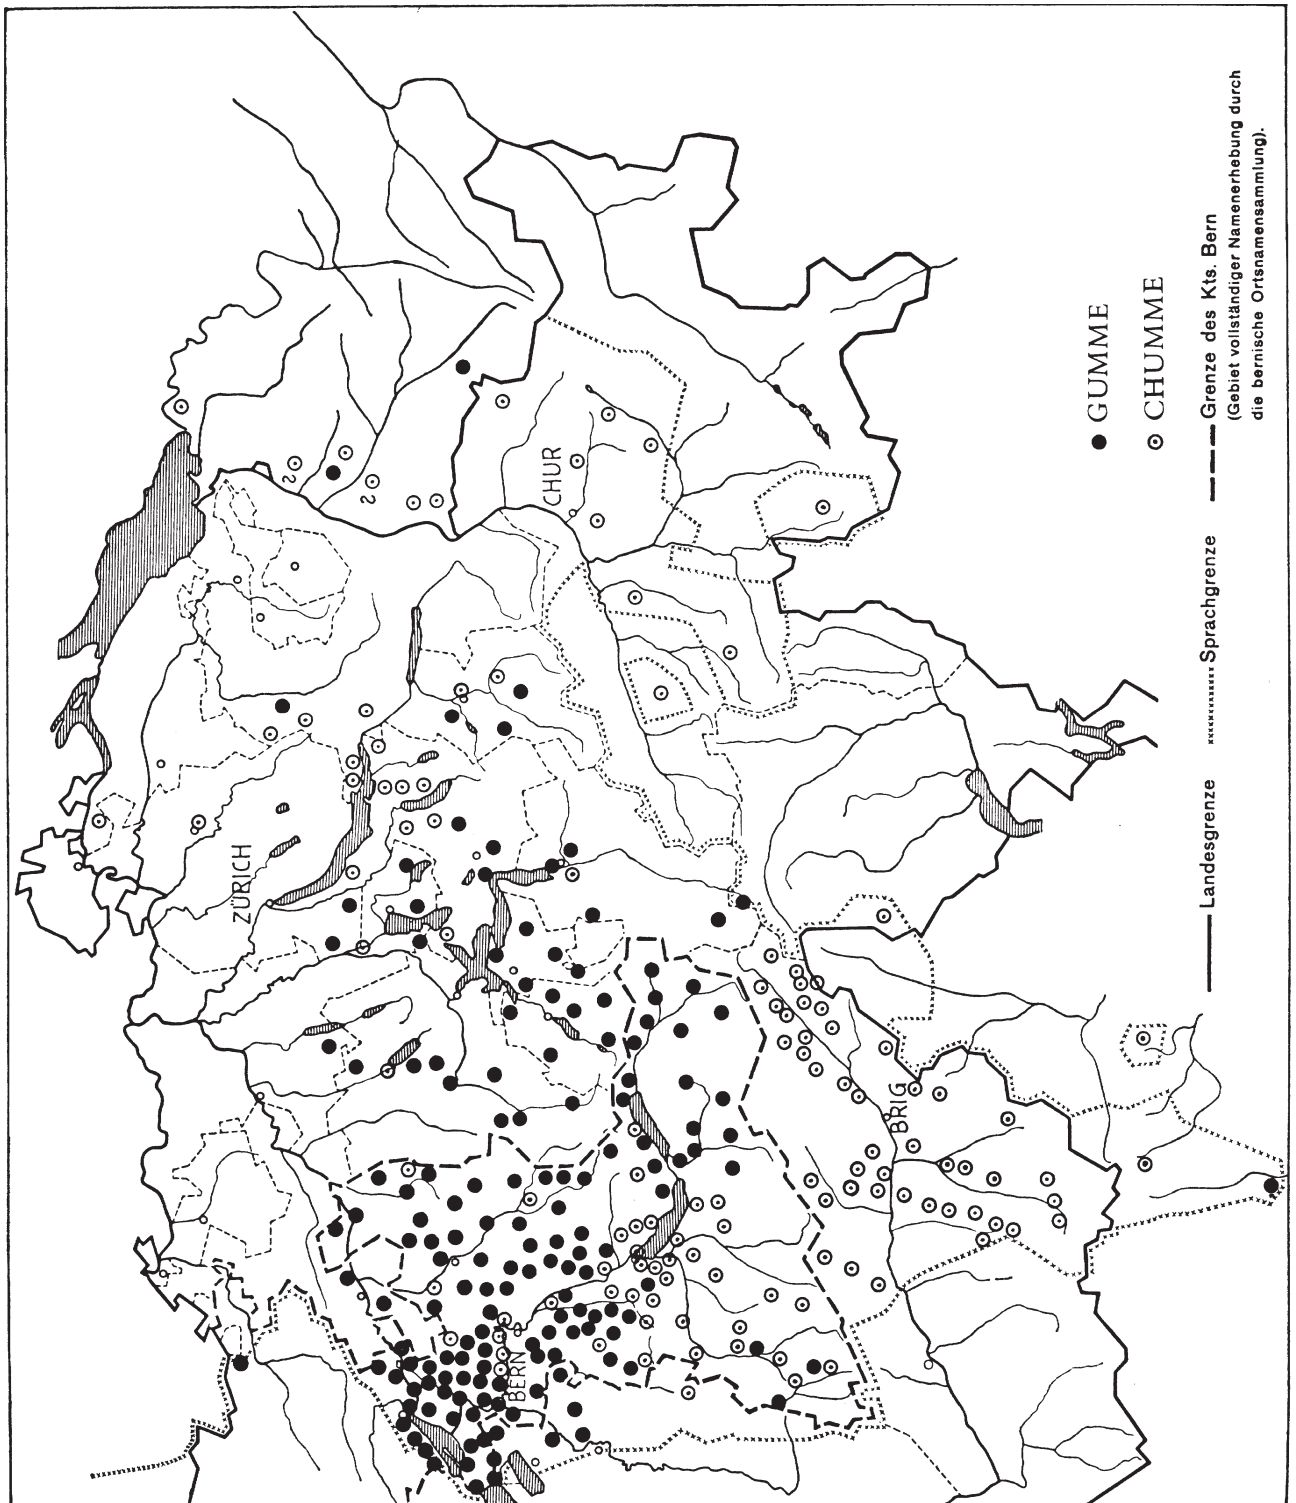 ZÜRICH
CHUR
BRIG
BERN
GUMME
CHUMME
Landesgrenze
Sprachgrenze
Grenze des Kts. Bern
(Gebiet vollständiger Namenerhebung durch
die bernische Ortsnamensammlung).